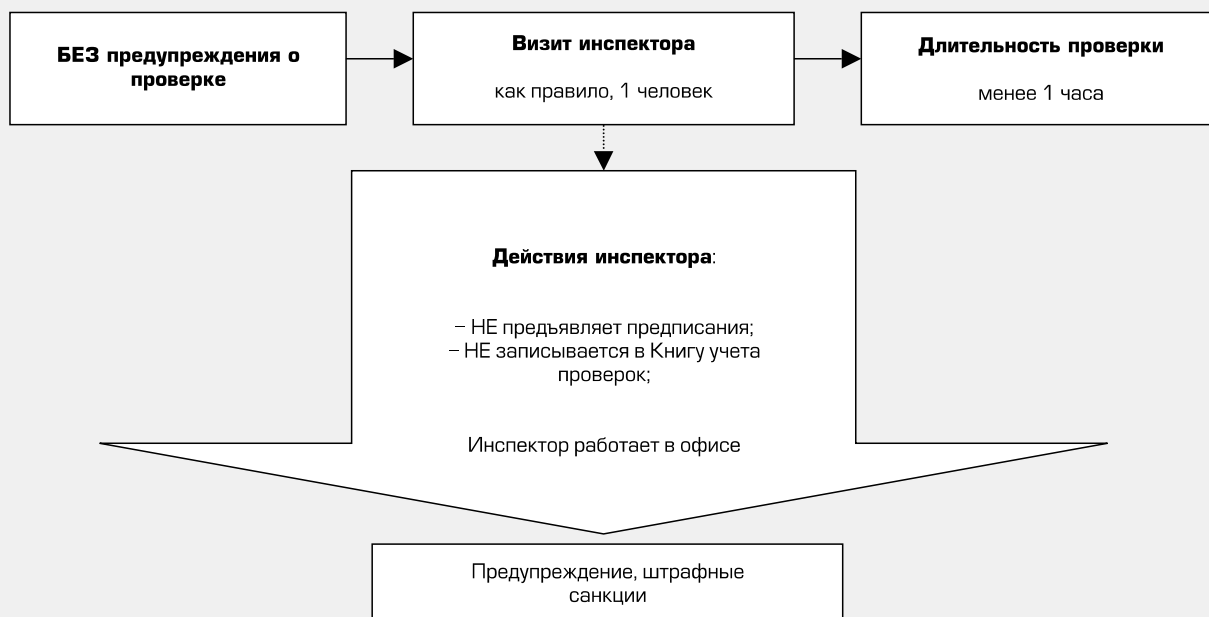 БЕЗ предупреждения о
проверке
Визит инспектора
как правило, 1 человек
Длительность проверки
менее 1 часа
Действия инспектора:
– НЕ предъявляет предписания;
– НЕ записывается в Книгу учета
проверок;
Инспектор работает в офисе
Предупреждение, штрафные
санкции